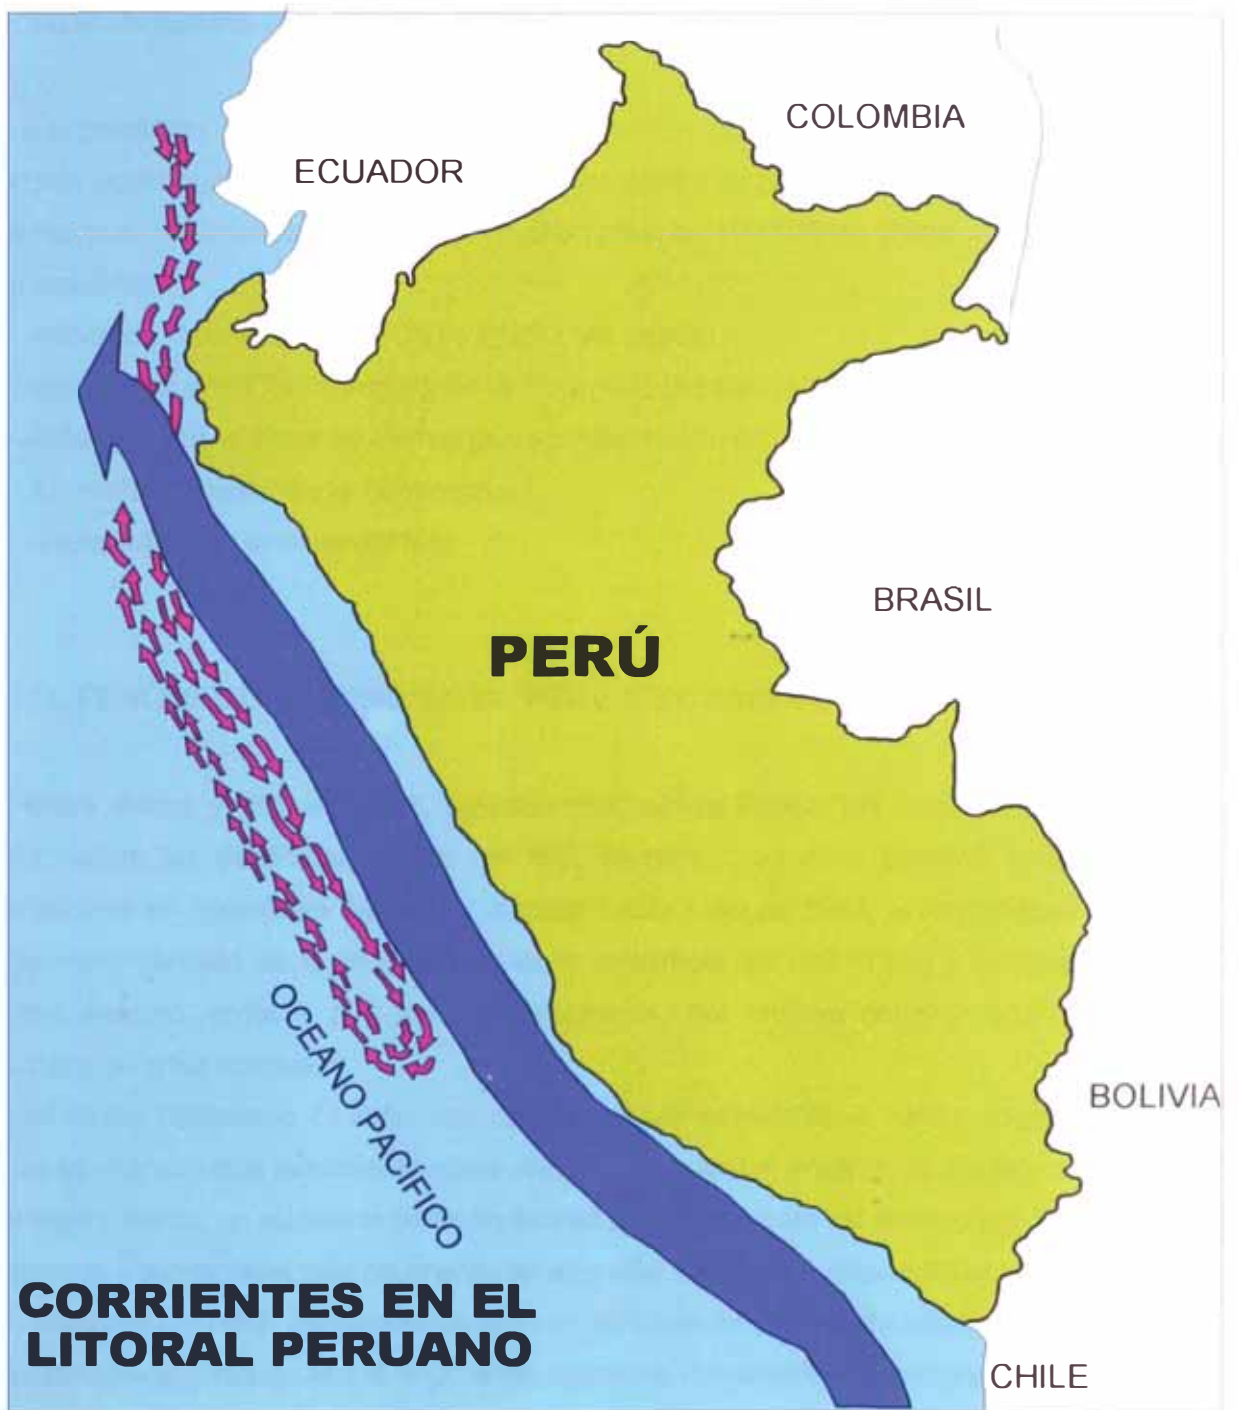 COLOMBIA
ECUADOR
BRASIL
PERÚ
BOLIVIA
OCEANO PACÍFICO
CORRIENTES EN EL
LITORAL PERUANO
CHILE